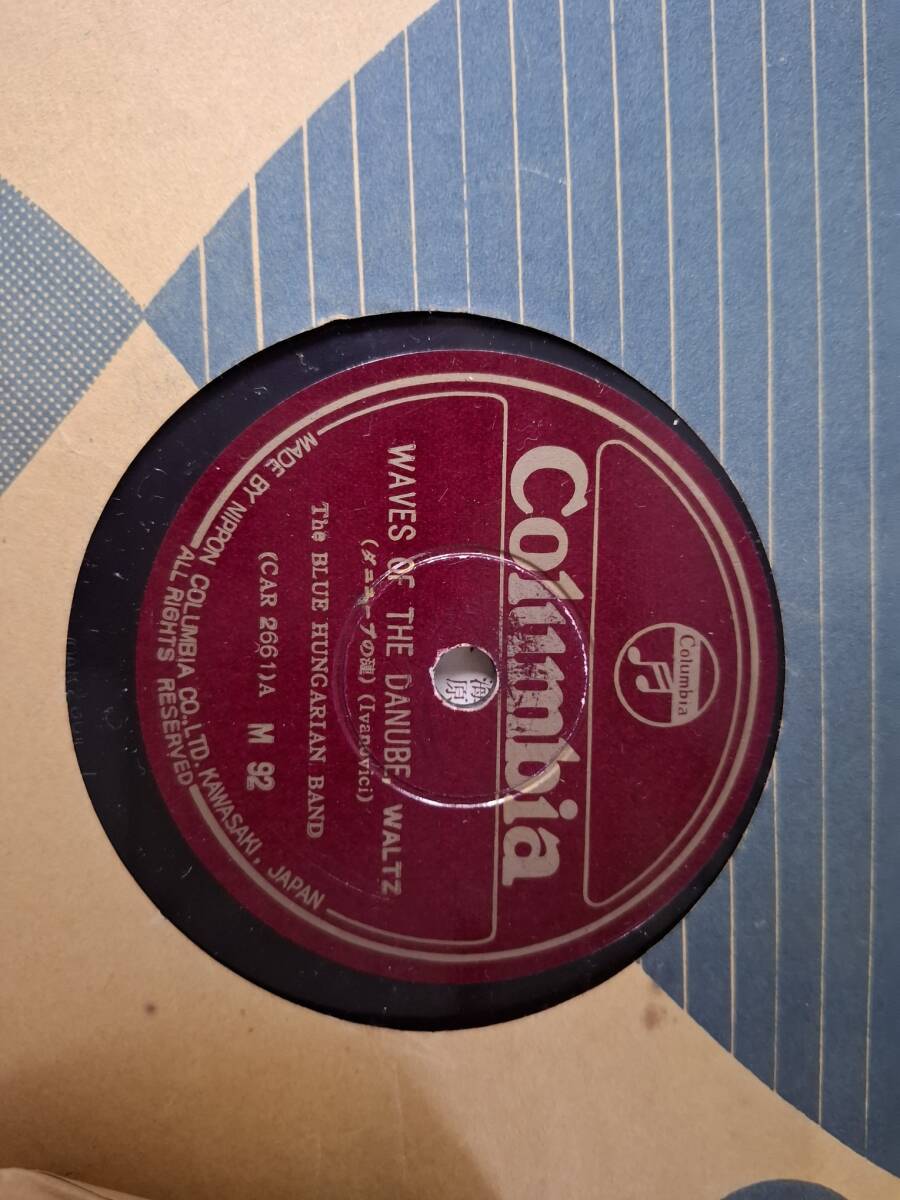 Columbia
Columbia
WAVES OF THE DANUBE, WALTZ
(ダニューブの漣) (Ivanovici)
The BLUE HUNGARIAN BAND
(CAR 2661)A M 92
MADE BY NIPPON COLUMBIA CO., LTD. KAWASAKI, JAPAN
ALL RIGHTS RESERVED